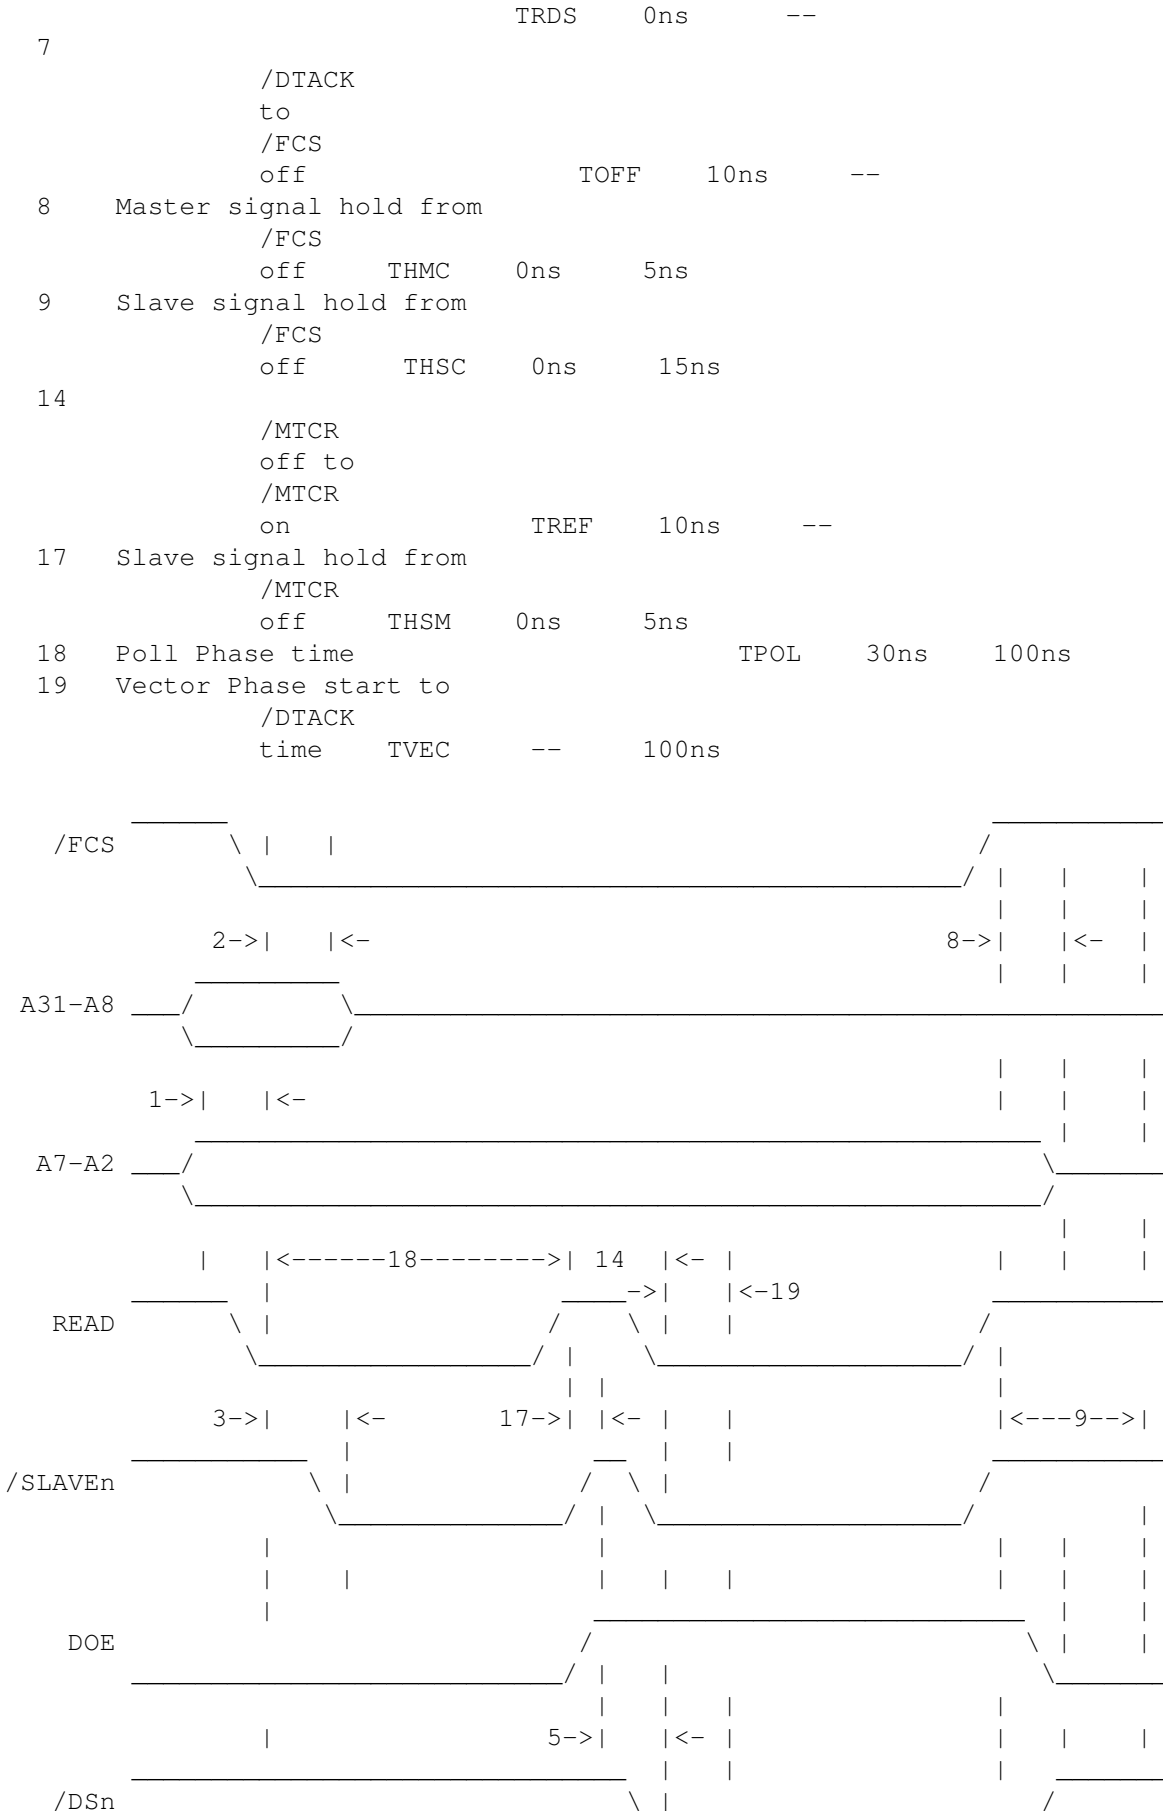 TRDS 0ns --
7
/DTACK
to
/FCS
off TOFF 10ns --
8 Master signal hold from
/FCS
off THMC 0ns 5ns
9 Slave signal hold from
/FCS
off THSC 0ns 15ns
14
/MTCR
off to
/MTCR
on TREF 10ns --
17 Slave signal hold from
/MTCR
off THSM 0ns 5ns
18 Poll Phase time TPOL 30ns 100ns
19 Vector Phase start to
/DTACK
time TVEC -- 100ns
/FCS
2->| |<- 8->| |<- |
A31-A8
1->| |<-
A7-A2
| |<------18-------->| 14 |<- |
->| |<-19
READ
3->| |<- 17->| |<- | | |<---9-->|
/SLAVEn
DOE
5->| |<- |
/DSn